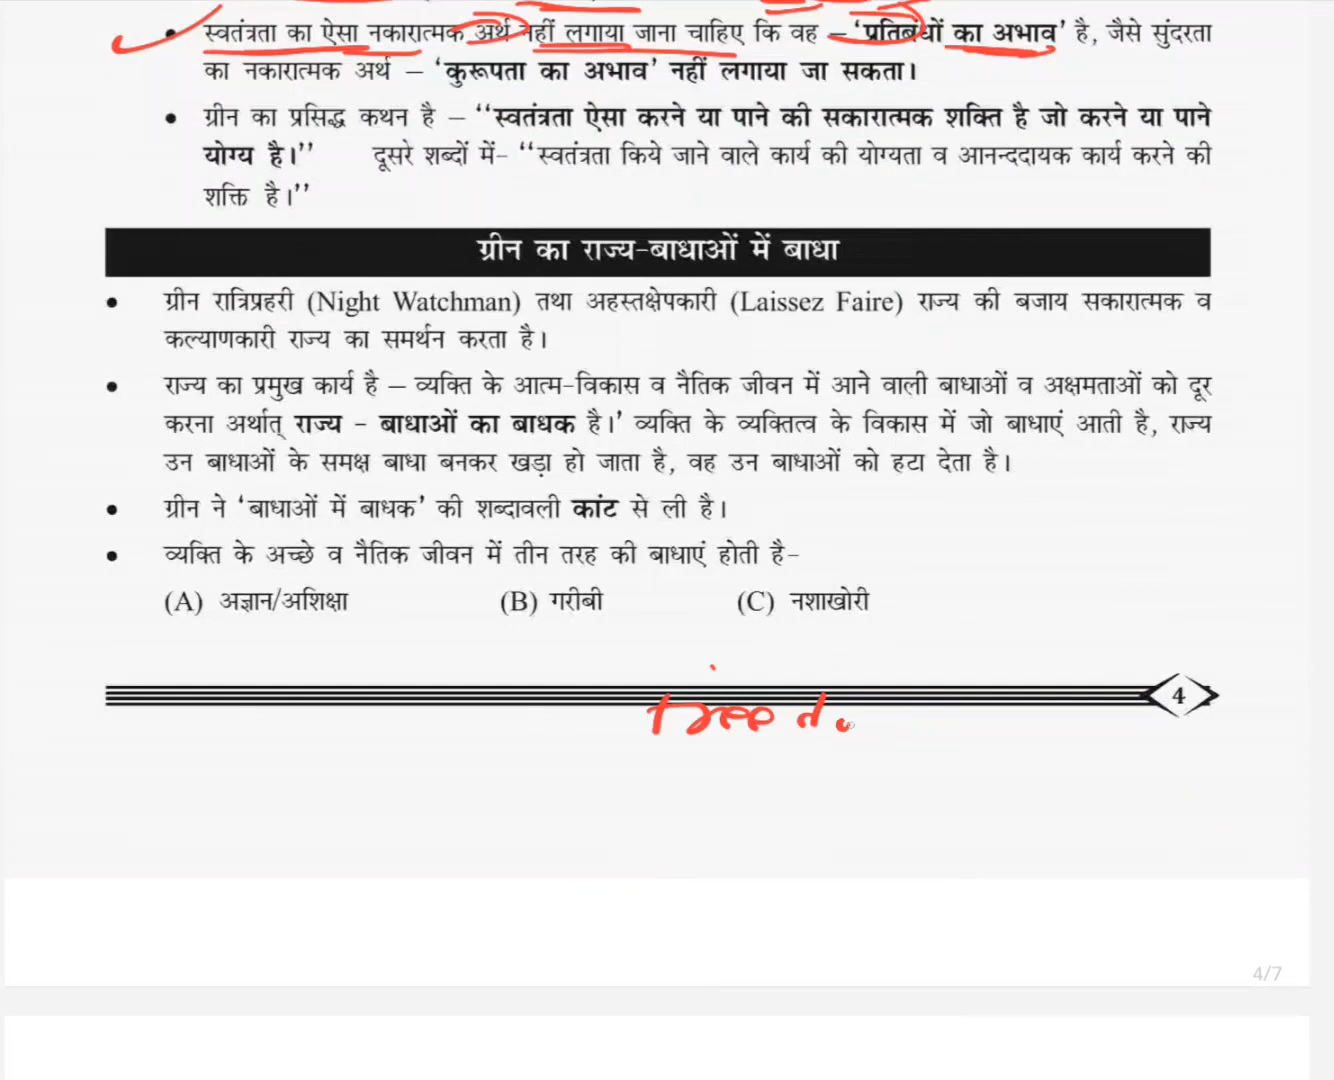 • स्वतंत्रता का ऐसा नकारात्मक अर्थ नहीं लगाया जाना चाहिए कि वह – ‘प्रतिबंधों का अभाव’ है, जैसे सुंदरता
का नकारात्मक अर्थ – ‘कुरूपता का अभाव’ नहीं लगाया जा सकता।
• ग्रीन का प्रसिद्ध कथन है – ‘‘स्वतंत्रता ऐसा करने या पाने की सकारात्मक शक्ति है जो करने या पाने
योग्य है।’’ दूसरे शब्दों में- ‘‘स्वतंत्रता किये जाने वाले कार्य की योग्यता व आनन्ददायक कार्य करने की
शक्ति है।’’
ग्रीन का राज्य-बाधाओं में बाधा
• ग्रीन रात्रिप्रहरी (Night Watchman) तथा अहस्तक्षेपकारी (Laissez Faire) राज्य की बजाय सकारात्मक व
कल्याणकारी राज्य का समर्थन करता है।
• राज्य का प्रमुख कार्य है – व्यक्ति के आत्म-विकास व नैतिक जीवन में आने वाली बाधाओं व अक्षमताओं को दूर
करना अर्थात् राज्य - बाधाओं का बाधक है।’ व्यक्ति के व्यक्तित्व के विकास में जो बाधाएं आती है, राज्य
उन बाधाओं के समक्ष बाधा बनकर खड़ा हो जाता है, वह उन बाधाओं को हटा देता है।
• ग्रीन ने ‘बाधाओं में बाधक’ की शब्दावली कांट से ली है।
• व्यक्ति के अच्छे व नैतिक जीवन में तीन तरह की बाधाएं होती है-
(A) अज्ञान/अशिक्षा (B) गरीबी (C) नशाखोरी
4
4/7